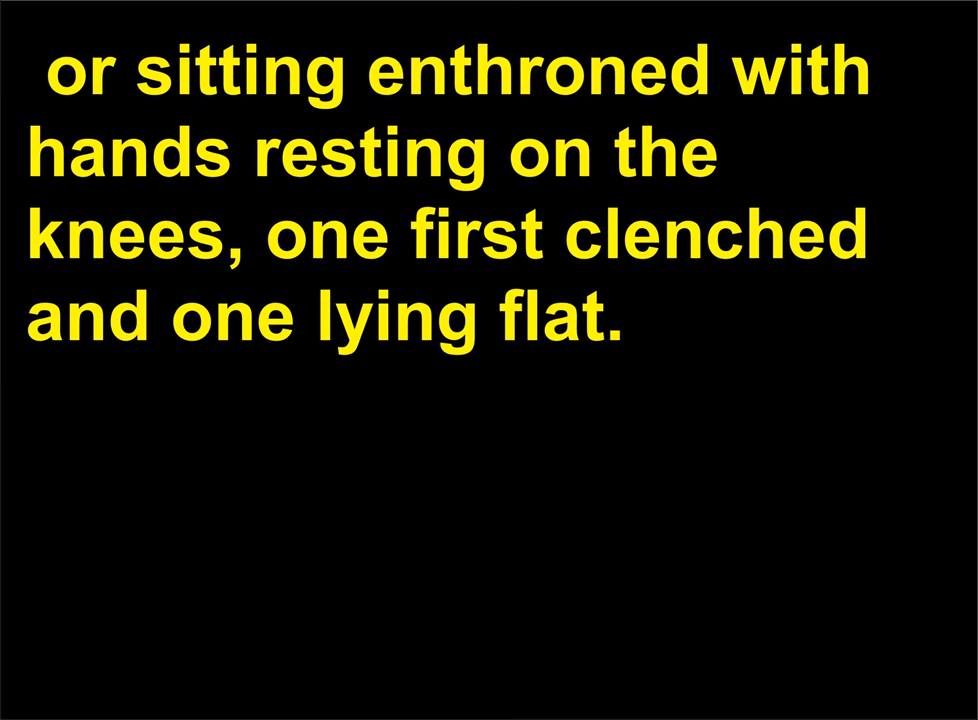 or sitting enthroned with
hands resting on the
knees, one first clenched
and one lying flat.